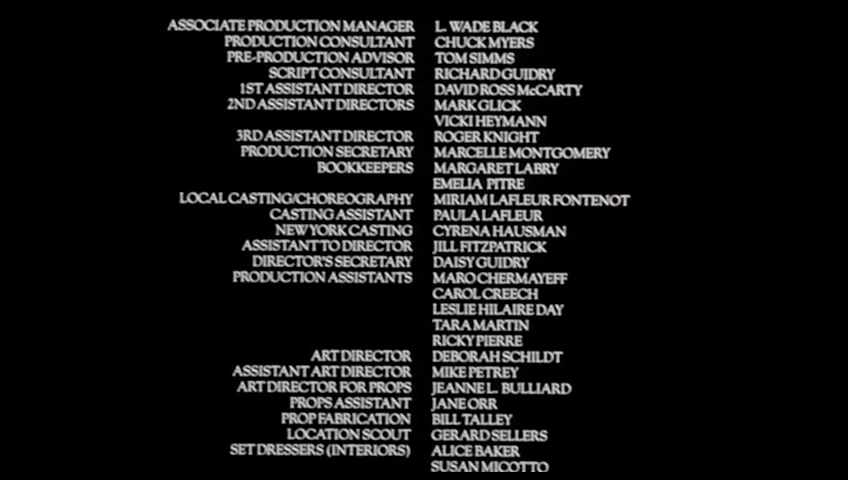 ASSOCIATE PRODUCTION MANAGER L. WADE BLACK
PRODUCTION CONSULTANT CHUCK MYERS
PRE-PRODUCTION ADVISOR TOM SIMMS
SCRIPT CONSULTANT RICHARD GUIDRY
1ST ASSISTANT DIRECTOR DAVID ROSS McCARTY
2ND ASSISTANT DIRECTORS MARK GLICK
VICKI HEYMANN
3RD ASSISTANT DIRECTOR ROGER KNIGHT
PRODUCTION SECRETARY MARCELLE MONTGOMERY
BOOKKEEPERS MARGARET LABRY
EMELIA PITRE
LOCAL CASTING/CHOREOGRAPHY MIRIAM LAFLEUR FONTENOT
CASTING ASSISTANT PAULA LAFLEUR
NEW YORK CASTING CYRENA HAUSMAN
ASSISTANT TO DIRECTOR JILL FITZPATRICK
DIRECTOR'S SECRETARY DAISY GUIDRY
PRODUCTION ASSISTANTS MARO CHERMAYEFF
CAROL CREECH
LESLIE HILAIRE DAY
TARA MARTIN
RICKY PIERRE
ART DIRECTOR DEBORAH SCHILDT
ASSISTANT ART DIRECTOR MIKE PETREY
ART DIRECTOR FOR PROPS JEANNE L. BULLIARD
PROPS ASSISTANT JANE ORR
PROP FABRICATION BILL TALLEY
LOCATION SCOUT GERARD SELLERS
SET DRESSERS (INTERIORS) ALICE BAKER
SUSAN MICOTTO